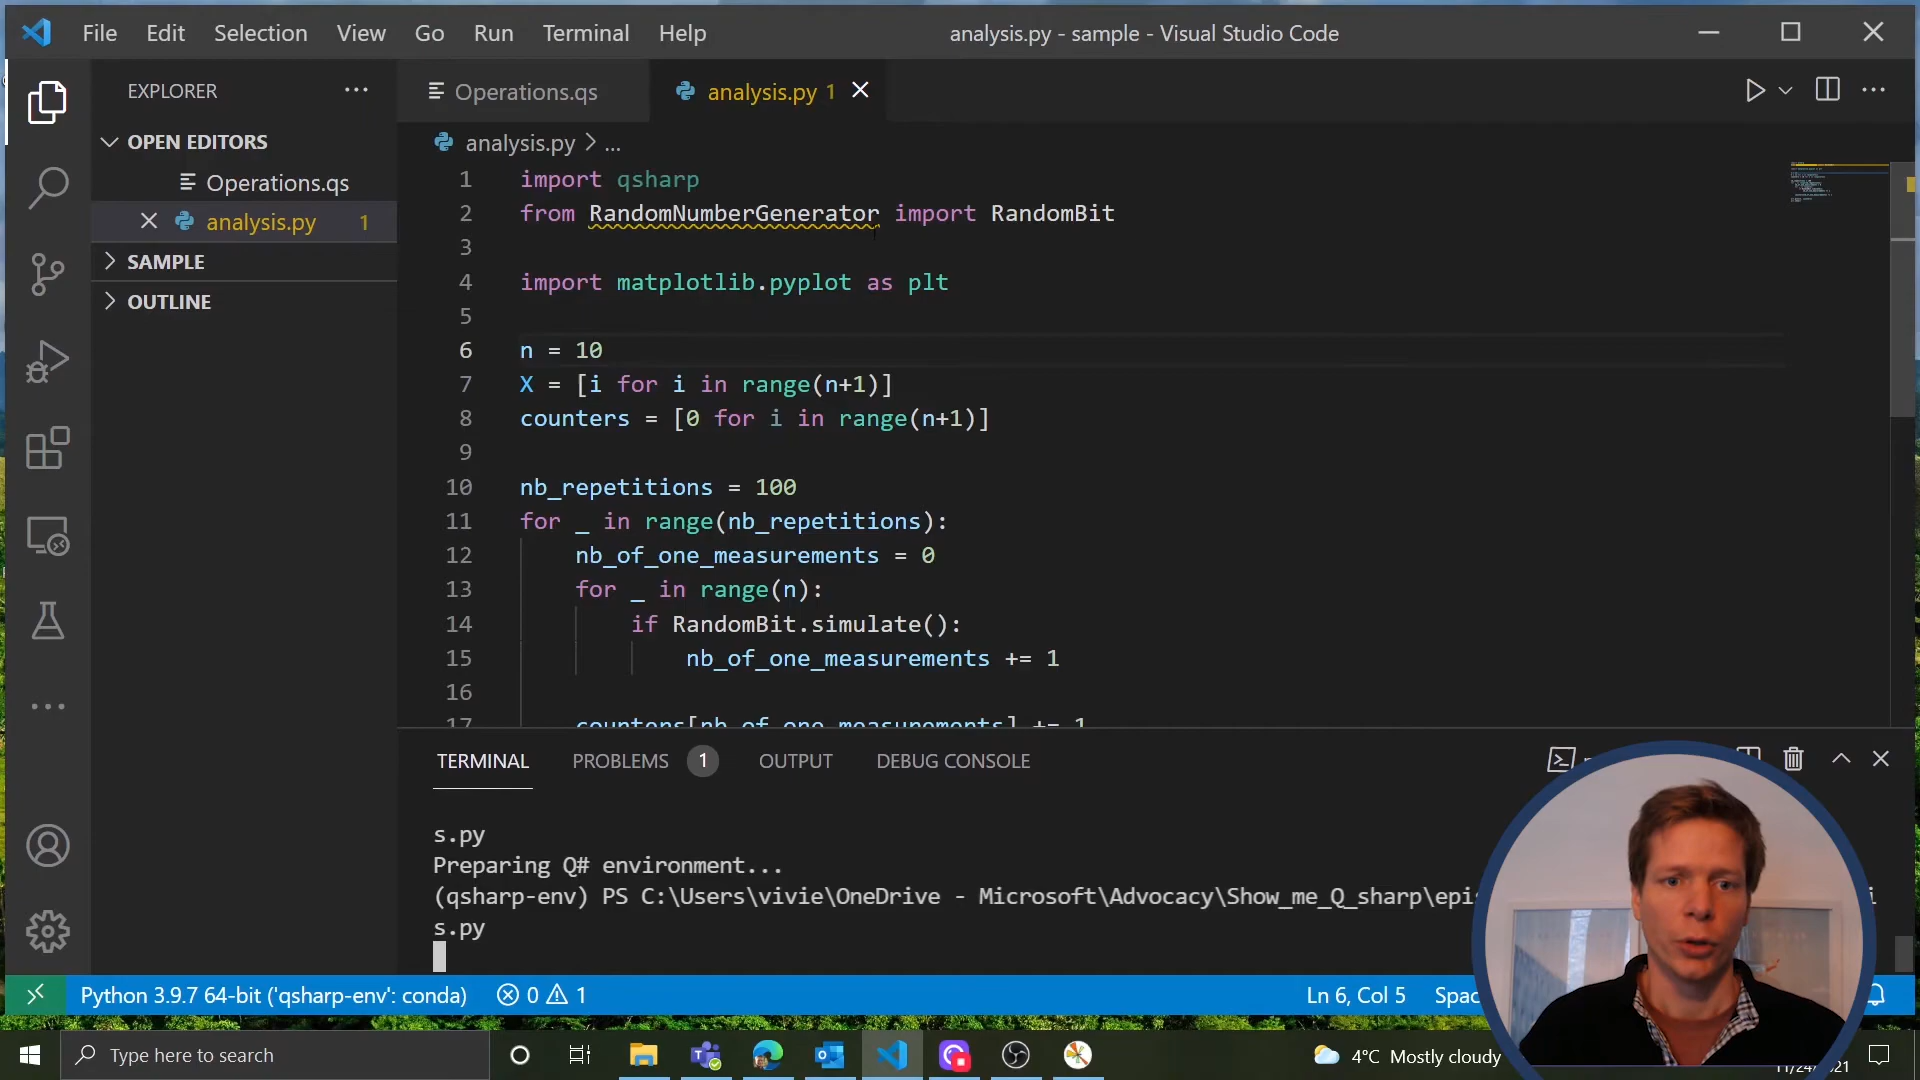 File Edit Selection View Go Run Terminal Help
analysis.py - sample - Visual Studio Code
EXPLORER
OPEN EDITORS
Operations.qs
analysis.py 1
SAMPLE
OUTLINE
Operations.qs
analysis.py 1
analysis.py > ...
1 import qsharp
2 from RandomNumberGenerator import RandomBit
3
4 import matplotlib.pyplot as plt
5
6 n = 10
7 X = [i for i in range(n+1)]
8 counters = [0 for i in range(n+1)]
9
10 nb_repetitions = 100
11 for _ in range(nb_repetitions):
12 nb_of_one_measurements = 0
13 for _ in range(n):
14 if RandomBit.simulate():
15 nb_of_one_measurements += 1
16
17 counters[nb_of_one_measurements] += 1
TERMINAL PROBLEMS 1 OUTPUT DEBUG CONSOLE
s.py
Preparing Q# environment...
(qsharp-env) PS C:\Users\vivie\OneDrive - Microsoft\Advocacy\Show_me_Q_sharp\epi
s.py
Python 3.9.7 64-bit ('qsharp-env': conda) 0 1
Ln 6, Col 5 Spac
Type here to search
4°C Mostly cloudy